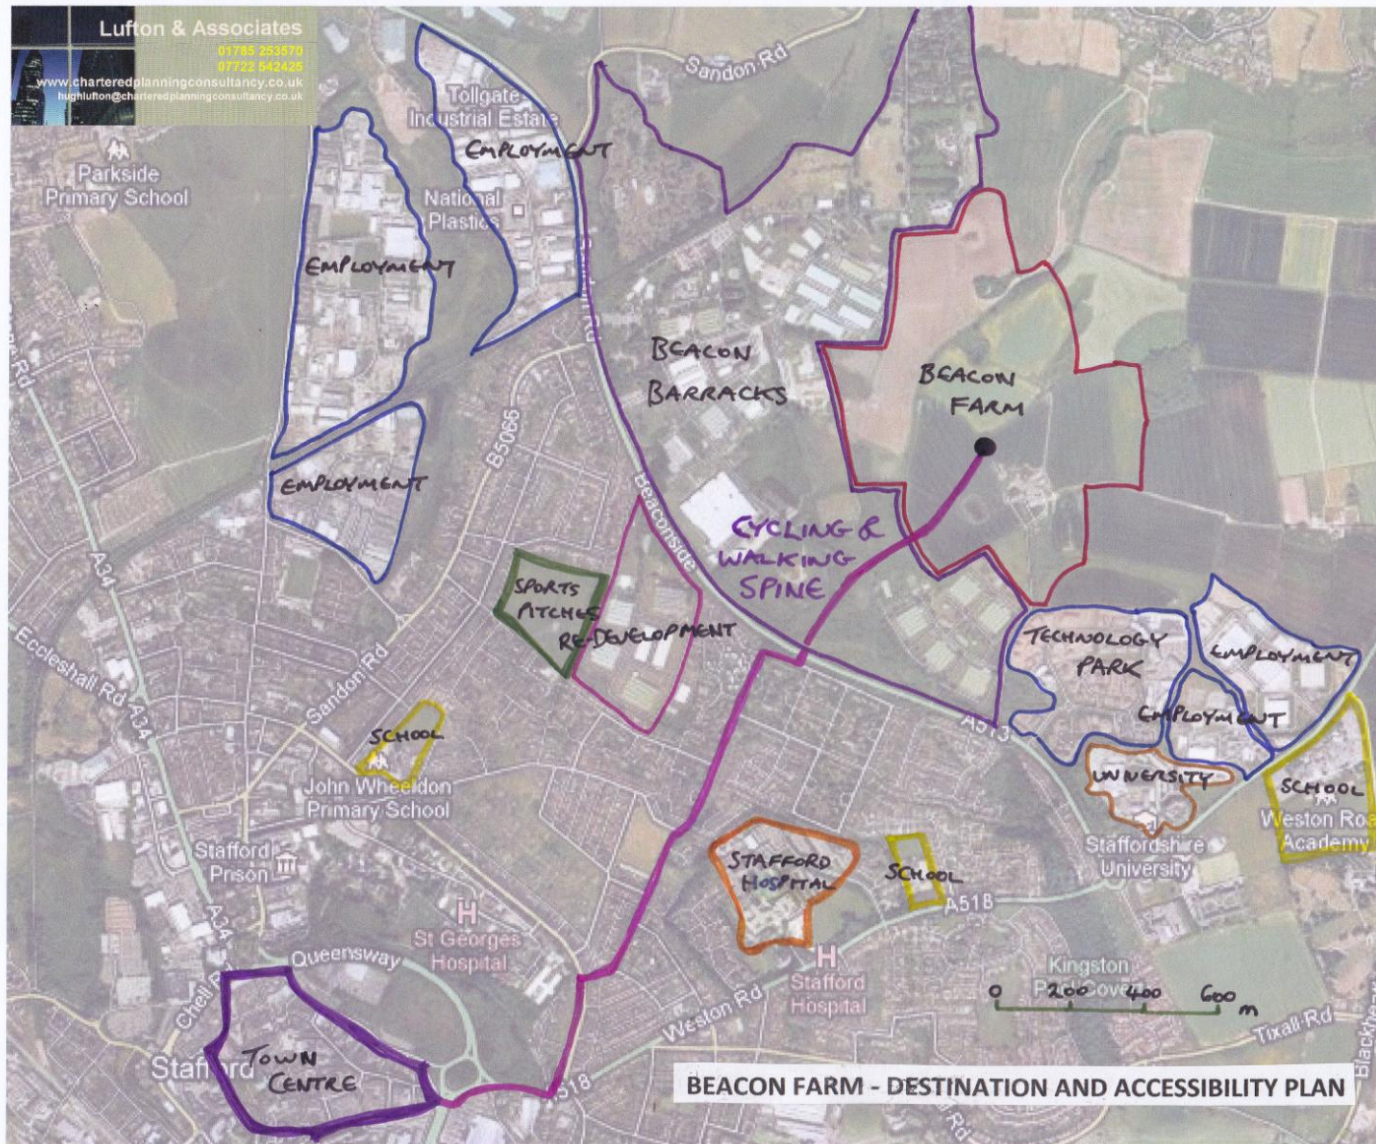 Lufton & Associates
01785 253570
07722 542425
www.charteredplanningconsultancy.co.uk
hughlufton@charteredplanningconsultancy.co.uk
Sandon Rd
Tollgate
Industrial Estate
EMPLOYMENT
Parkside
Primary School
National
Plastics
EMPLOYMENT
BEACON
BARRACKS
BEACON
FARM
B5066
EMPLOYMENT
Beaconside
CYCLING &
WALKING
SPINE
A34
SPORTS
PITCHES
RE-DEVELOPMENT
TECHNOLOGY
PARK
EMPLOYMENT
EMPLOYMENT
Eccleshall Rd
A34
Sandon Rd
A513
SCHOOL
John Wheeldon
Primary School
UNIVERSITY
SCHOOL
Weston Roa
Academy
Staffordshire
University
Stafford
Prison
STAFFORD
HOSPITAL
SCHOOL
A518
A34
H
St Georges
Hospital
H
Stafford
Hospital
Queensway
Kingston
Cove
0 200 400 600 m
Weston Rd
Tixall Rd
Stafford
TOWN
CENTRE
BEACON FARM - DESTINATION AND ACCESSIBILITY PLAN